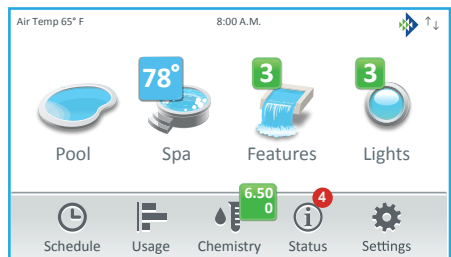 Air Temp 65° F
8:00 A.M.
78°
3
3
Pool
Spa
Features
Lights
6.50
0
4
Schedule
Usage
Chemistry
Status
Settings